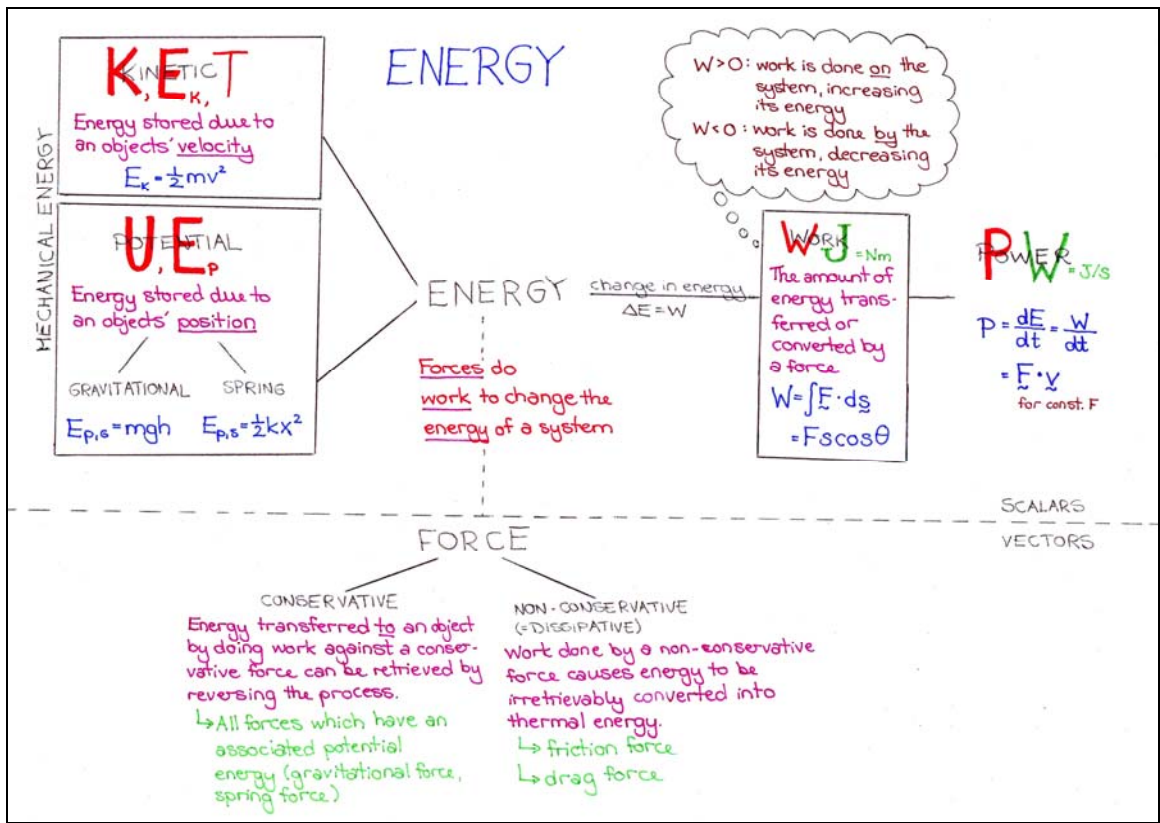 ENERGY
MECHANICAL ENERGY
KINETIC
K, E_K, T
Energy stored due to
an objects' velocity
E_K = ½mv²
POTENTIAL
U, E_P
Energy stored due to
an objects' position
GRAVITATIONAL
E_P,G = mgh
SPRING
E_P,S = ½kx²
ENERGY
change in energy
ΔE = W
W>0: work is done on the
system, increasing
its energy
W<0: work is done by the
system, decreasing
its energy
WORK
W J = Nm
The amount of
energy trans-
ferred or
converted by
a force
W = ∫F · ds
= Fscosθ
POWER
P W = J/s
P = dE/dt = W/dt
= F · v
for const. F
Forces do
work to change the
energy of a system
SCALARS
VECTORS
FORCE
CONSERVATIVE
Energy transferred to an object
by doing work against a conser-
vative force can be retrieved by
reversing the process.
↳ All forces which have an
associated potential
energy (gravitational force,
spring force)
NON-CONSERVATIVE
(=DISSIPATIVE)
Work done by a non-conservative
force causes energy to be
irretrievably converted into
thermal energy.
↳ friction force
↳ drag force